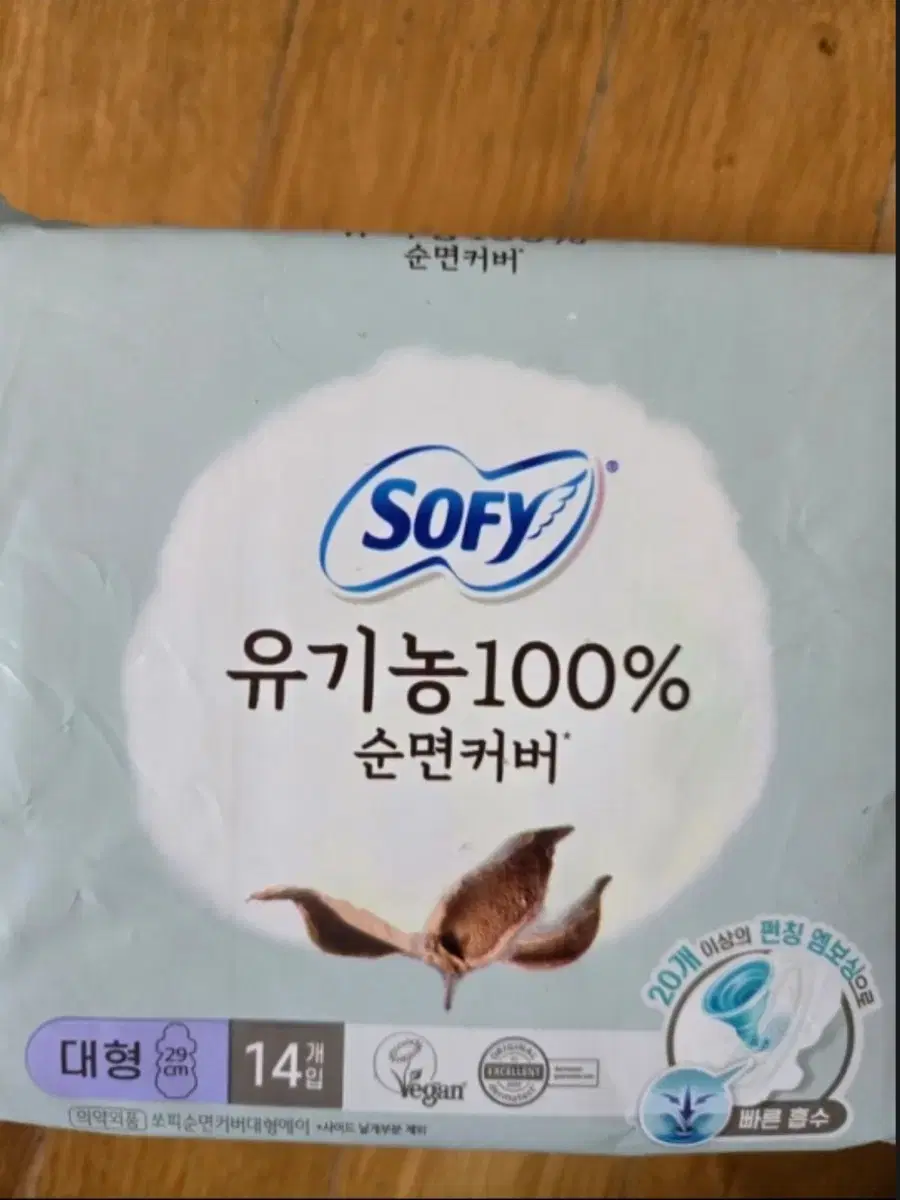 순면커버*
SOFY®
유기농100%
순면커버*
20개 이상의 펀칭 엠보싱으로
대형 29cm
14개입
Vegan
ORIGINAL
EXCELLENT
dermatest
빠른 흡수
의약외품 쏘피순면커버대형에이 *사이드 날개부분 제외